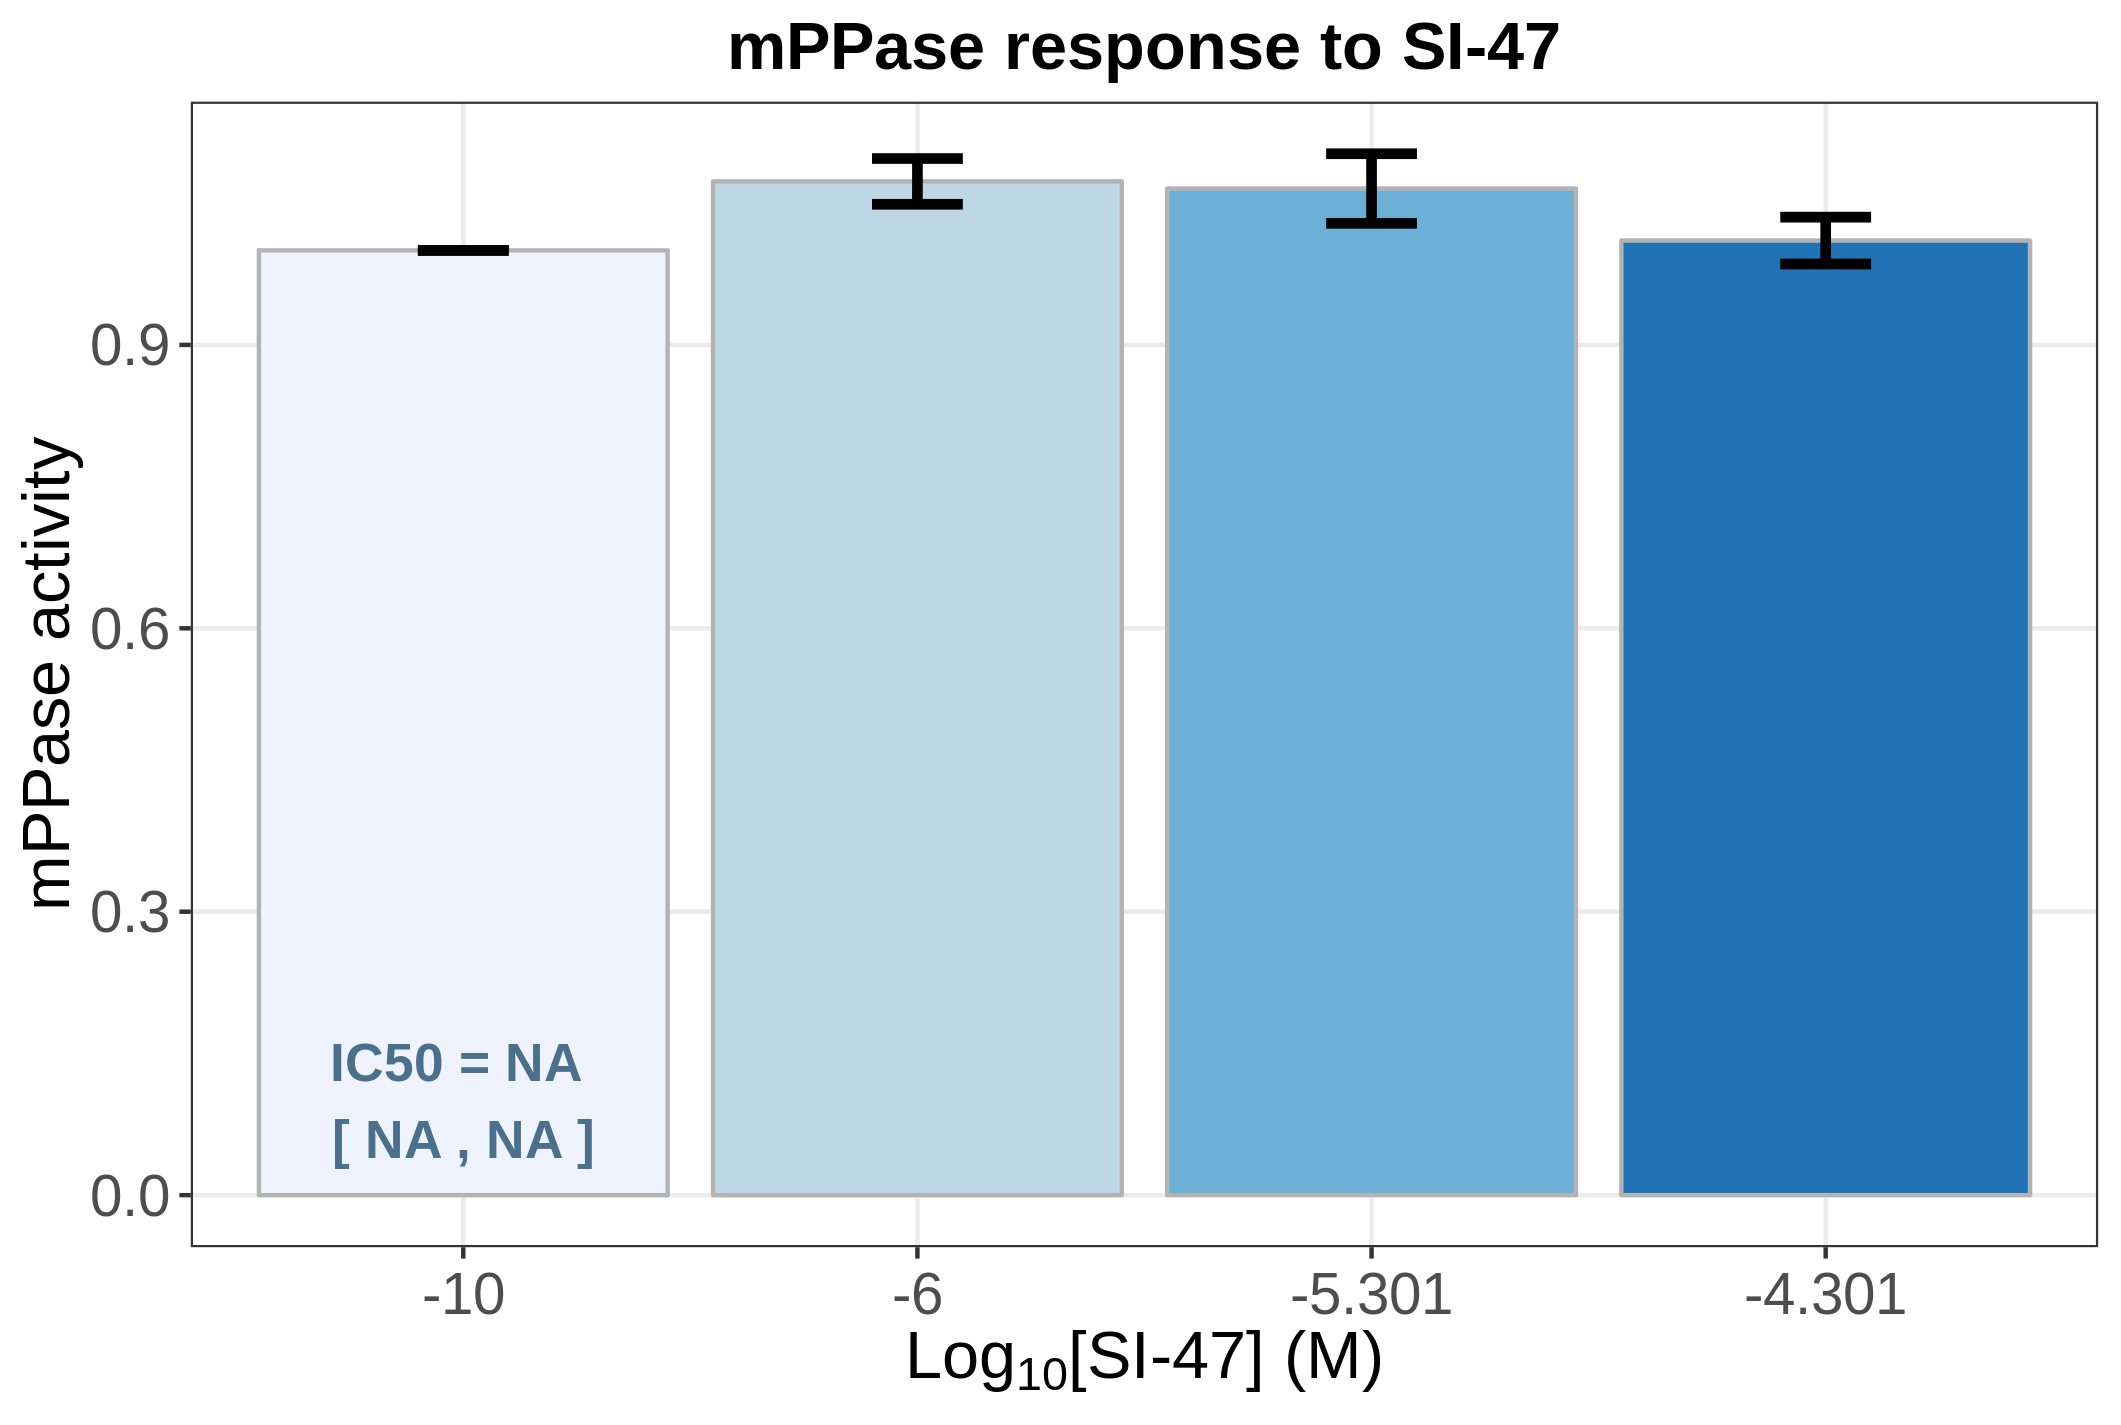 mPPase response to SI-47
mPPase activity
0.9
0.6
0.3
0.0
IC50 = NA
[ NA , NA ]
-10
-6
-5.301
-4.301
Log₁₀[SI-47] (M)